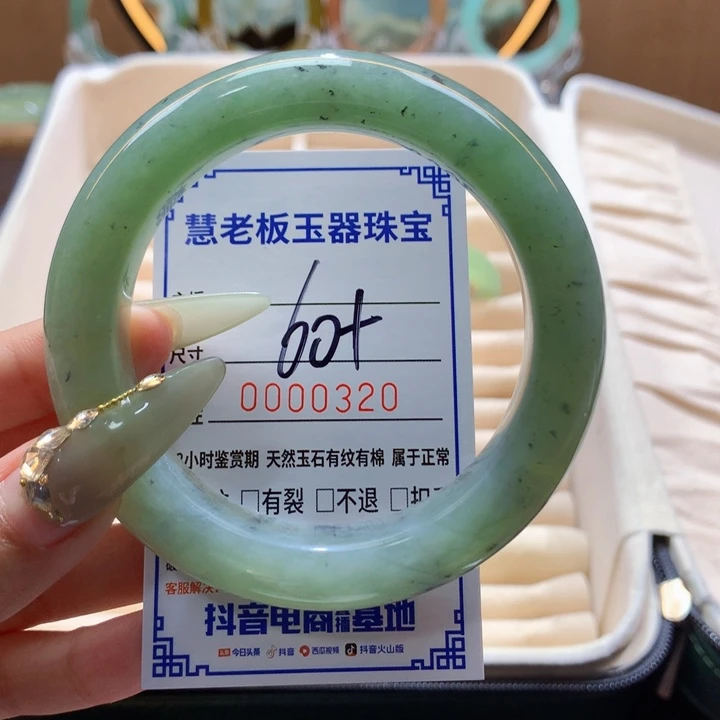 慧老板玉器珠宝
60+
尺寸
0000320
小时鉴赏期 天然玉石有纹有棉 属于正常
□有裂 □不退
客服解决
抖音电商直播基地
头条 今日头条 抖音 西瓜视频 抖音火山版